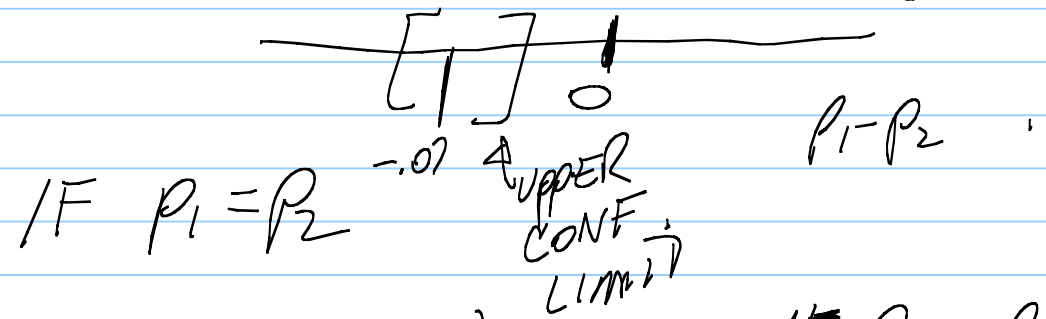 [ ] 0
-.07 UPPER P1-P2
IF P1=P2 CONF
LIMIT